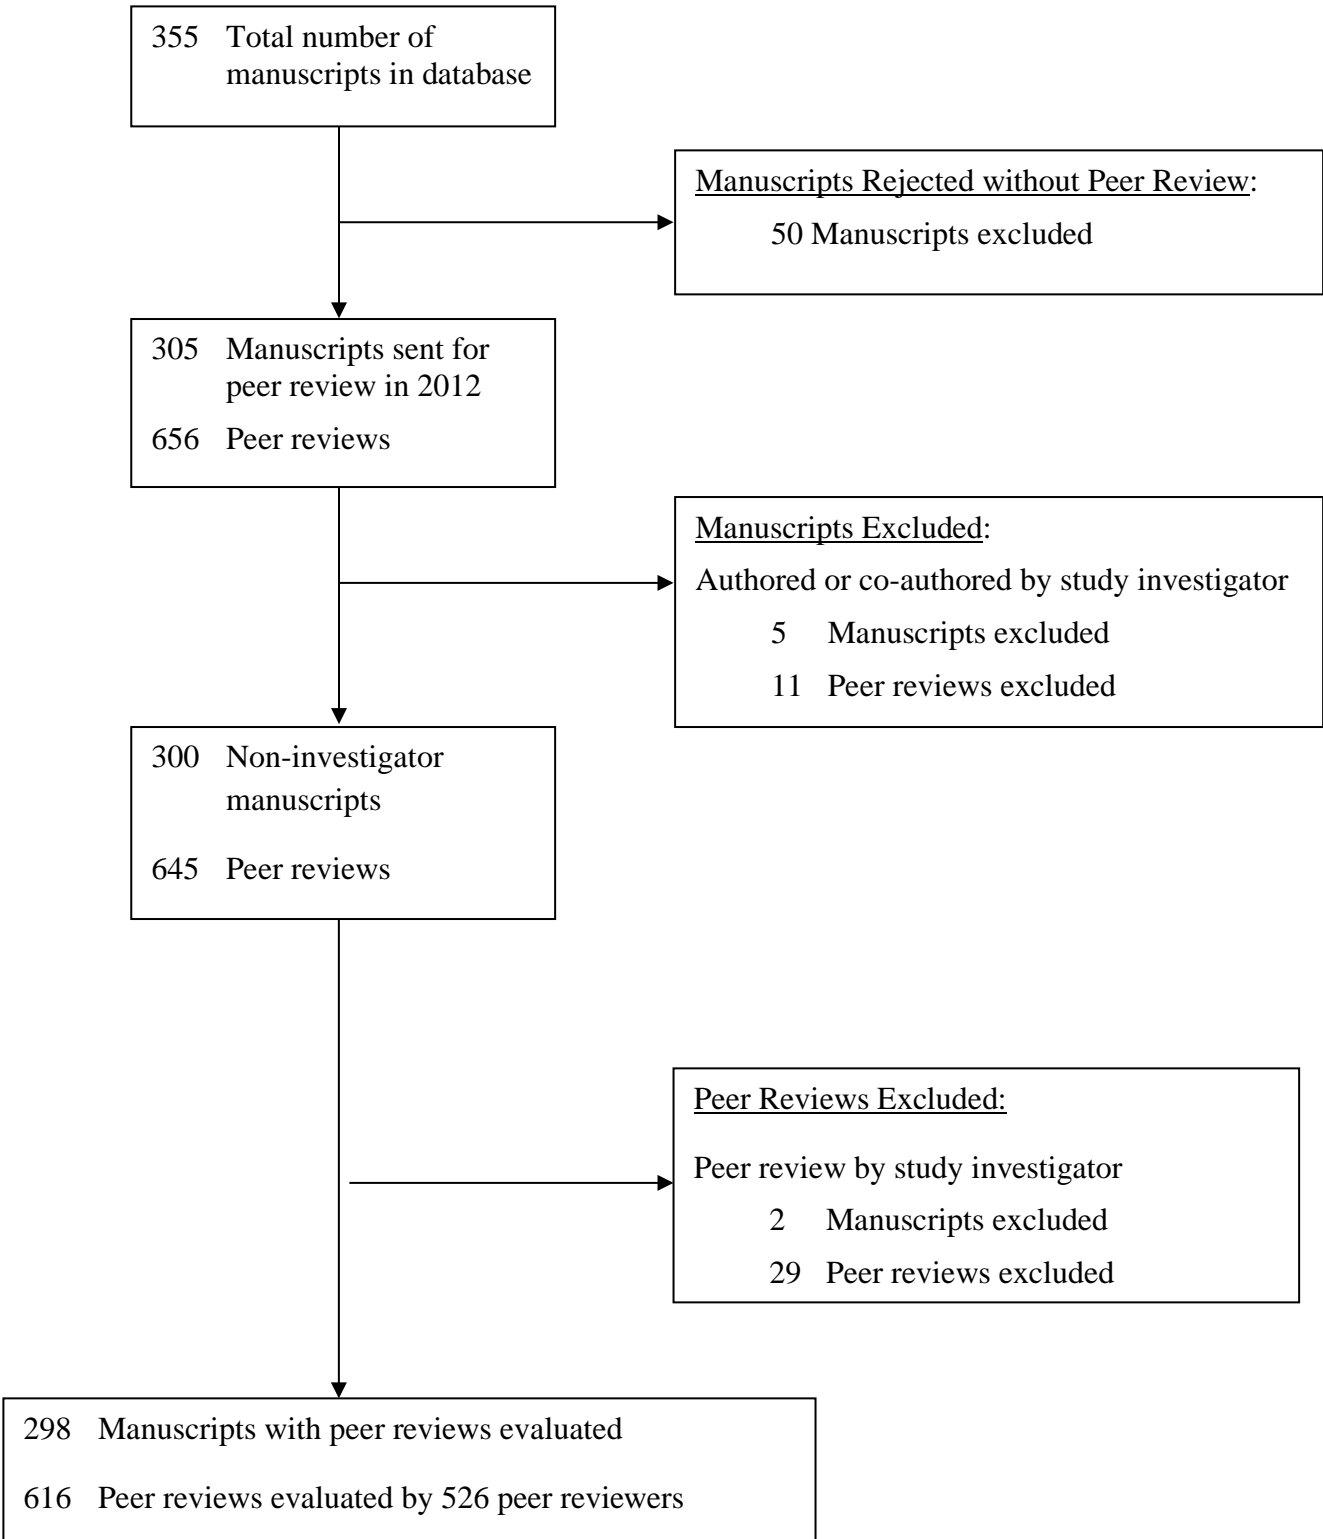 355 Total number of
manuscripts in database
Manuscripts Rejected without Peer Review:
50 Manuscripts excluded
305 Manuscripts sent for
peer review in 2012
656 Peer reviews
Manuscripts Excluded:
Authored or co-authored by study investigator
5 Manuscripts excluded
11 Peer reviews excluded
300 Non-investigator
manuscripts
645 Peer reviews
Peer Reviews Excluded:
Peer review by study investigator
2 Manuscripts excluded
29 Peer reviews excluded
298 Manuscripts with peer reviews evaluated
616 Peer reviews evaluated by 526 peer reviewers